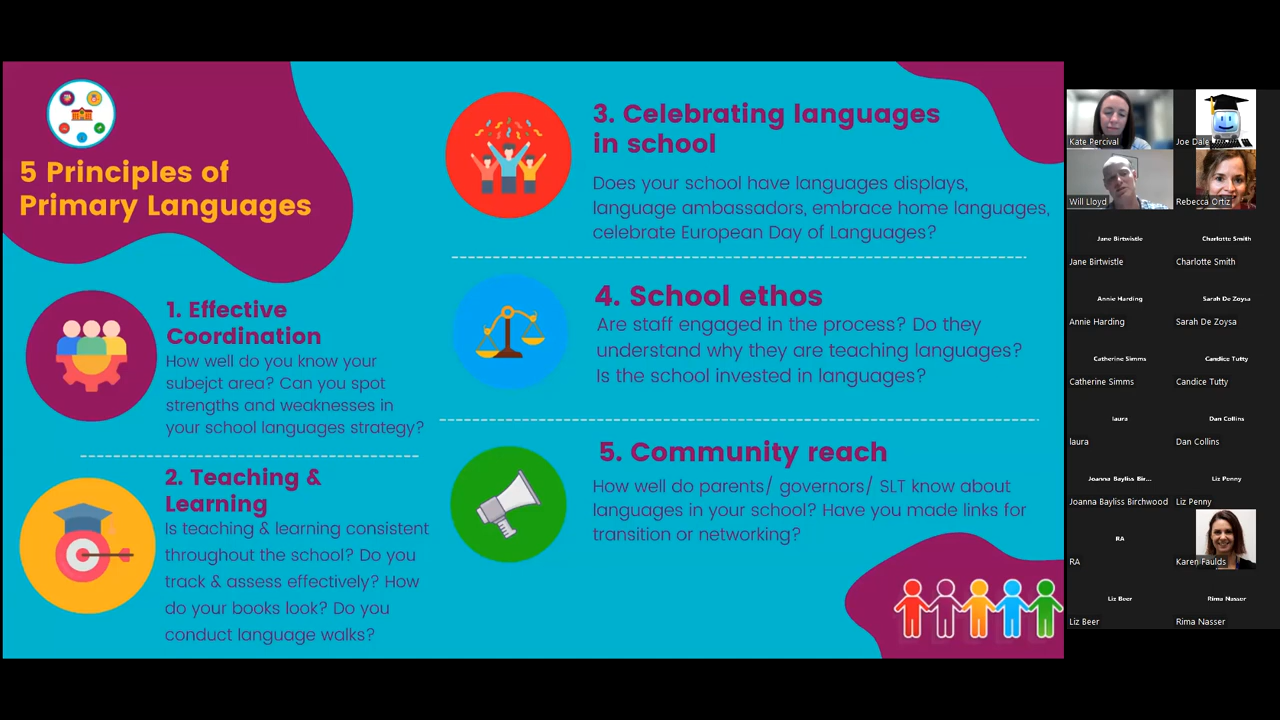 5 Principles of
Primary Languages
1. Effective
Coordination
How well do you know your
subejct area? Can you spot
strengths and weaknesses in
your school languages strategy?
2. Teaching &
Learning
Is teaching & learning consistent
throughout the school? Do you
track & assess effectively? How
do your books look? Do you
conduct language walks?
3. Celebrating languages
in school
Does your school have languages displays,
language ambassadors, embrace home languages,
celebrate European Day of Languages?
4. School ethos
Are staff engaged in the process? Do they
understand why they are teaching languages?
Is the school invested in languages?
5. Community reach
How well do parents/ governors/ SLT know about
languages in your school? Have you made links for
transition or networking?
Kate Percival
Joe Dale
Will Lloyd
Rebecca Ortiz
Jane Birtwistle
Charlotte Smith
Jane Birtwistle
Charlotte Smith
Annie Harding
Sarah De Zoysa
Annie Harding
Sarah De Zoysa
Catherine Simms
Candice Tutty
Catherine Simms
Candice Tutty
laura
Dan Collins
laura
Dan Collins
Joanna Bayliss Bir...
Liz Penny
Joanna Bayliss Birchwood
Liz Penny
RA
RA
Karen Faulds
Liz Beer
Rima Nasser
Liz Beer
Rima Nasser